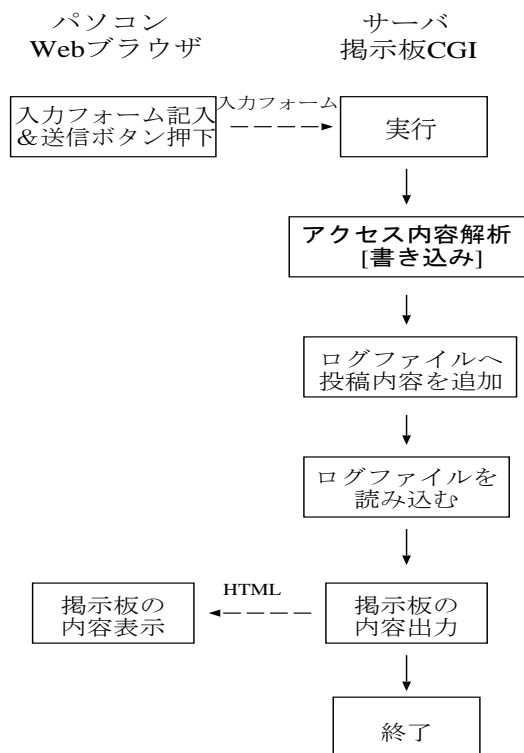 パソコン
Webブラウザ
サーバ
掲示板CGI
入力フォーム記入
＆送信ボタン押下
入力フォーム
実行
アクセス内容解析
[書き込み]
ログファイルへ
投稿内容を追加
ログファイルを
読み込む
掲示板の
内容表示
HTML
掲示板の
内容出力
終了